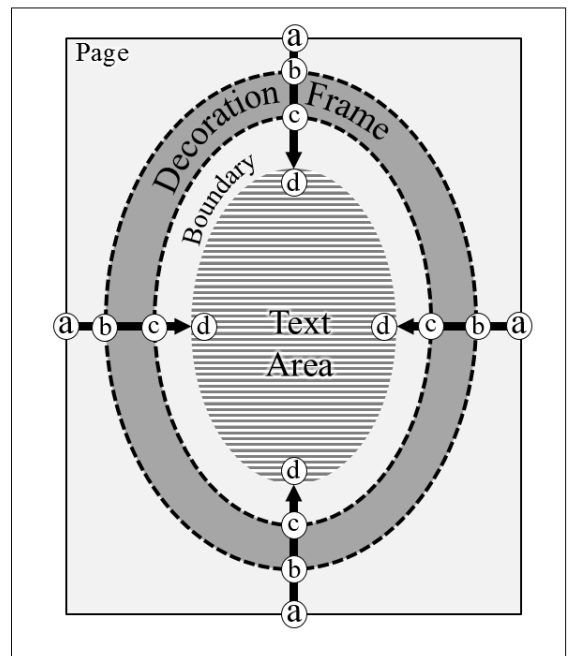 a
Page
b
Decoration Frame
c
Boundary
d
a b c d
Text
Area
d c b a
d
c
b
a